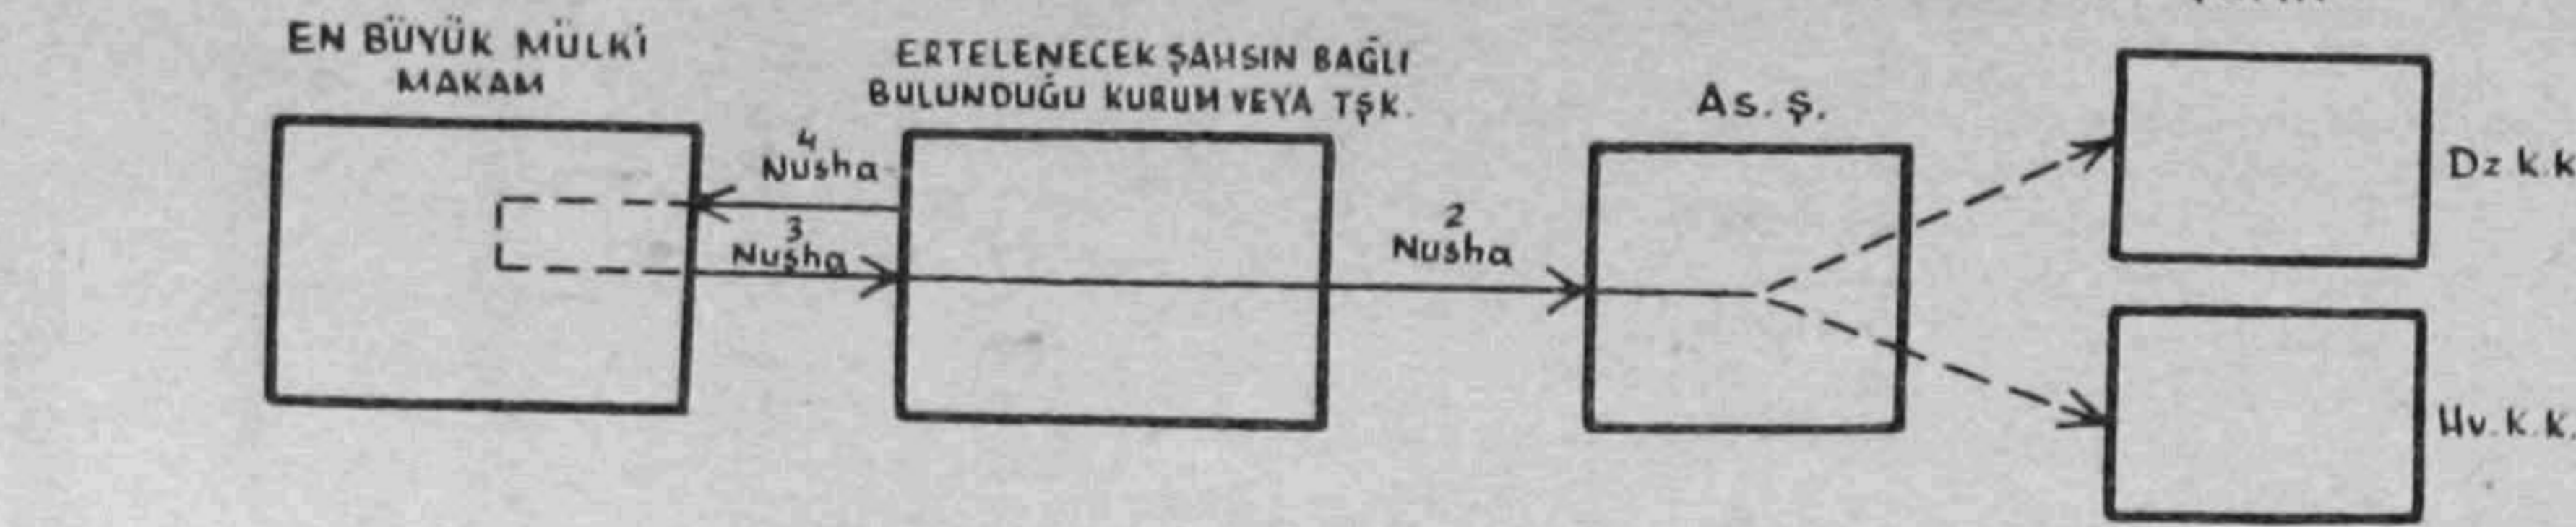 EN BÜYÜK MÜLKİ
MAKAM
ERTELENECEK ŞAHSIN BAĞLI
BULUNDUĞU KURUM VEYA TŞK.
As. Ş.
4
Nusha
3
Nusha
2
Nusha
Dz K.K
Hv. K.K.